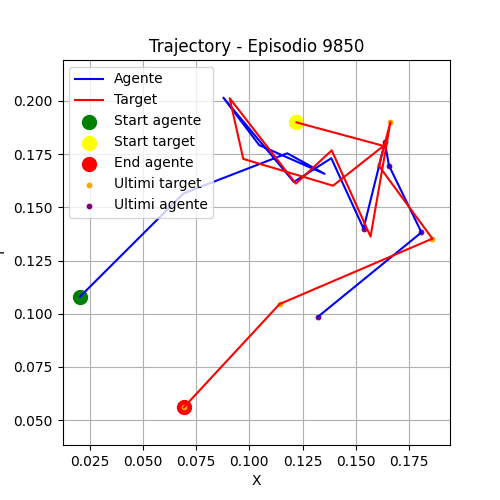 Trajectory - Episodio 9850
Agente
Target
Start agente
Start target
End agente
Ultimi target
Ultimi agente
0.200
0.175
0.150
0.125
0.100
0.075
0.050
0.025
0.050
0.075
0.100
0.125
0.150
0.175
X